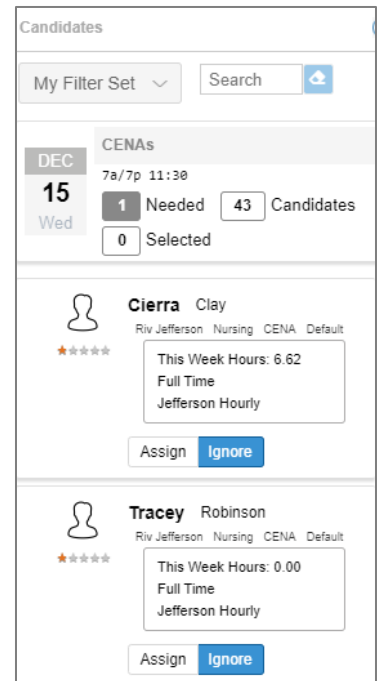 Candidates
My Filter Set Search
CENAs
DEC
15
Wed
7a/7p 11:30
1 Needed 43 Candidates
0 Selected
Cierra Clay
Riv Jefferson Nursing CENA Default
This Week Hours: 6.62
Full Time
Jefferson Hourly
Assign Ignore
Tracey Robinson
Riv Jefferson Nursing CENA Default
This Week Hours: 0.00
Full Time
Jefferson Hourly
Assign Ignore